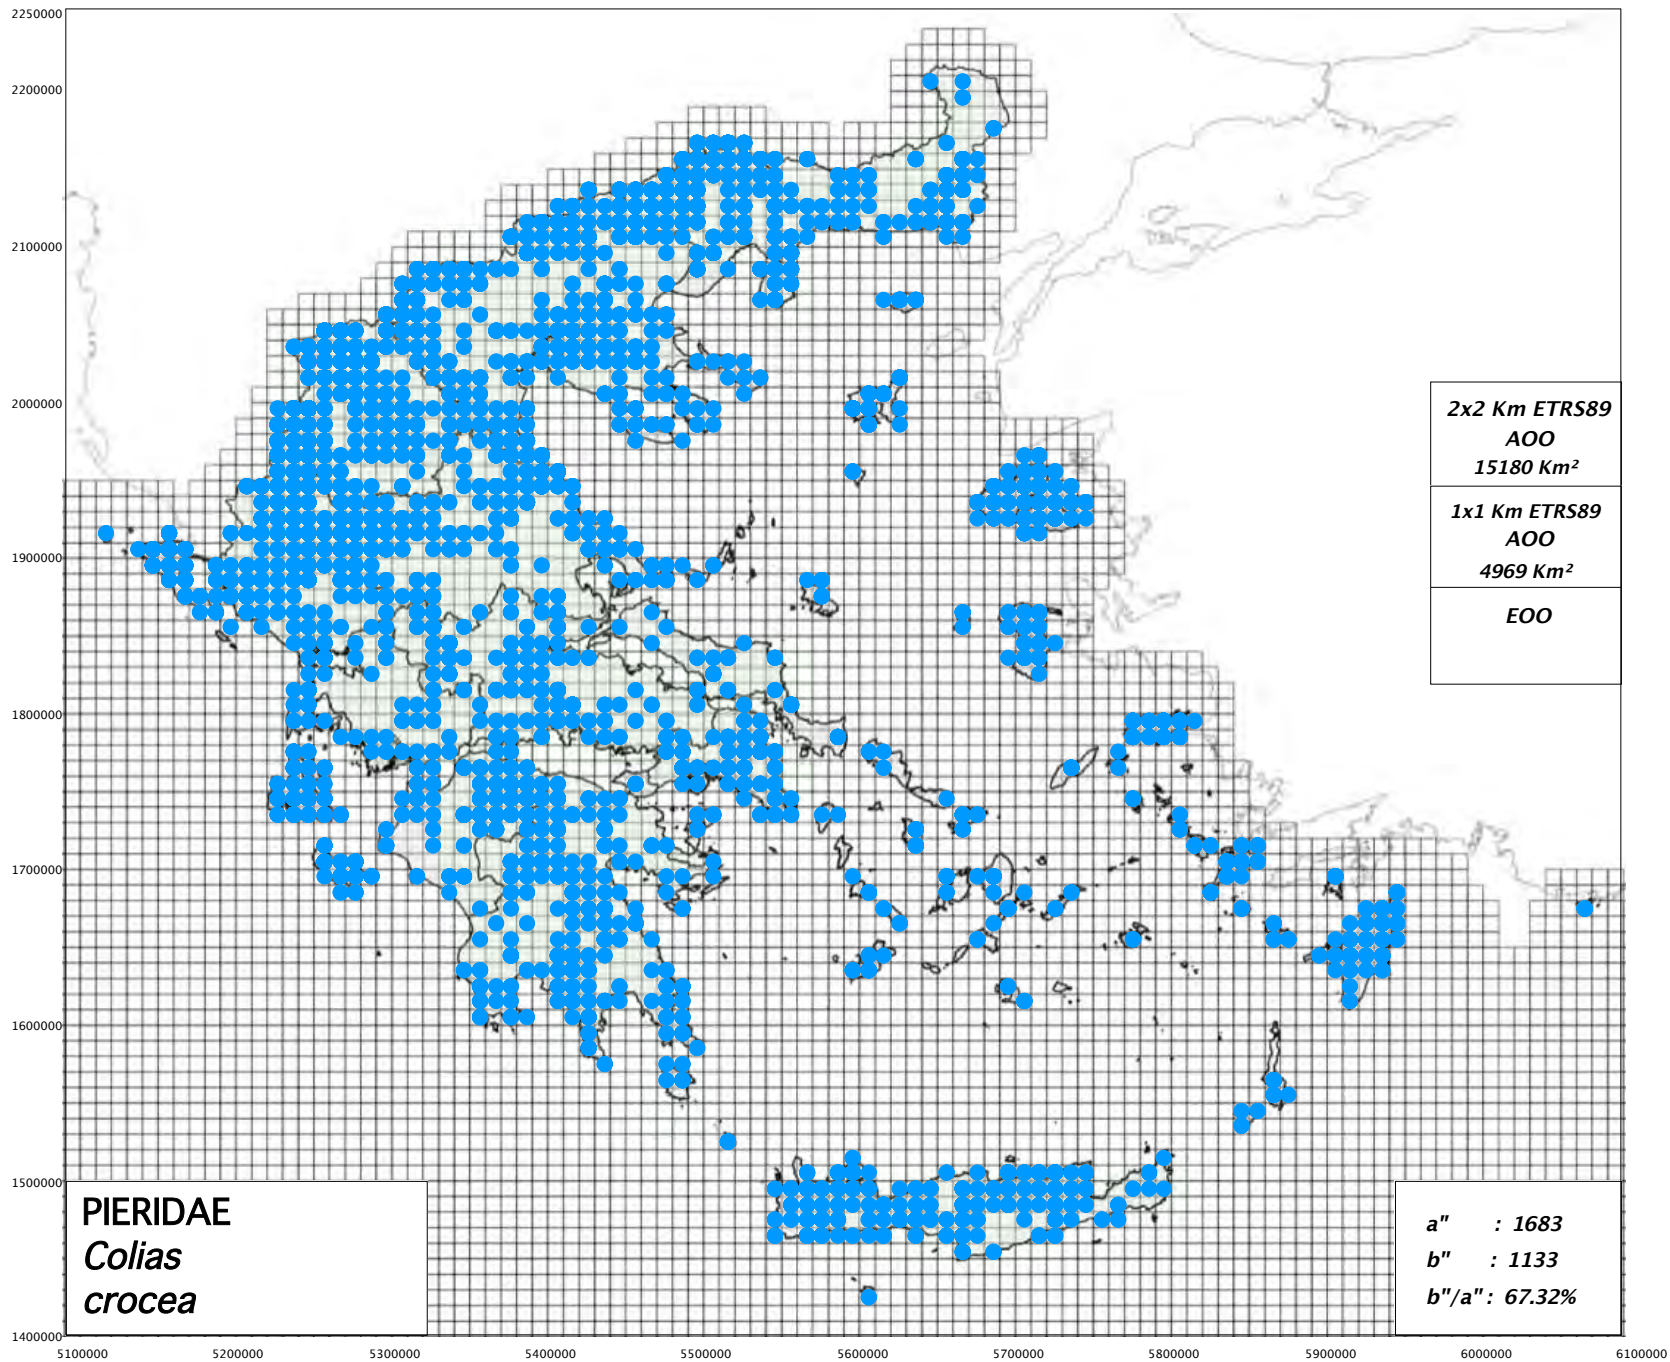 2250000
2200000
2100000
2000000
1900000
1800000
1700000
1600000
1500000
1400000
2x2 Km ETRS89
AOO
15180 Km²
1x1 Km ETRS89
AOO
4969 Km²
EOO
PIERIDAE
Colias
crocea
a" : 1683
b" : 1133
b"/a" : 67.32%
5100000 5200000 5300000 5400000 5500000 5600000 5700000 5800000 5900000 6000000 6100000